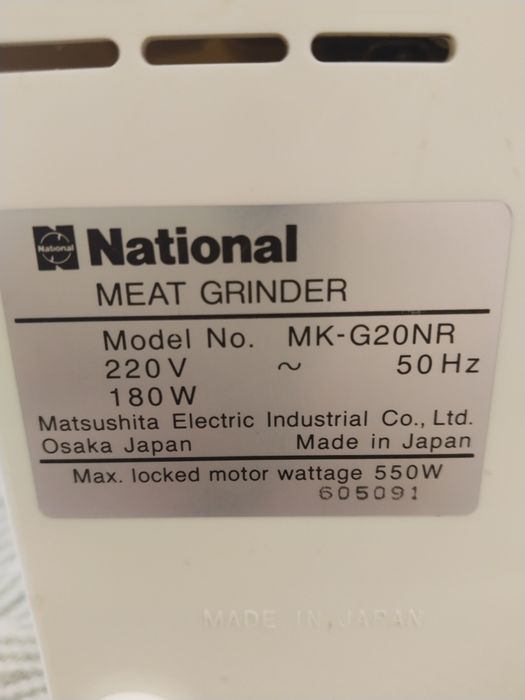 National National
MEAT GRINDER
Model No. MK-G20NR
220V ~ 50Hz
180W
Matsushita Electric Industrial Co., Ltd.
Osaka Japan Made in Japan
Max. locked motor wattage 550W
605091
MADE IN JAPAN